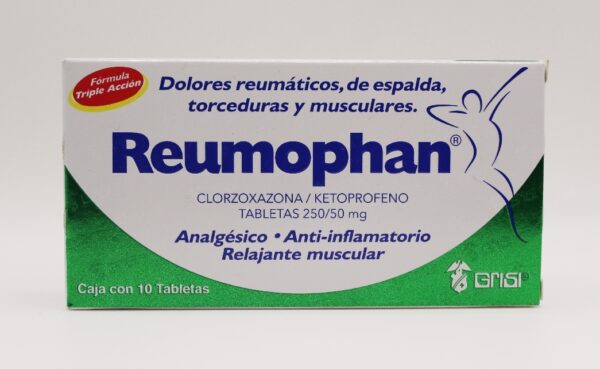 Fórmula
Triple Acción
Dolores reumáticos, de espalda,
torceduras y musculares.
Reumophan®
CLORZOXAZONA / KETOPROFENO
TABLETAS 250/50 mg
Analgésico • Anti-inflamatorio
Relajante muscular
Caja con 10 Tabletas
GRISI®